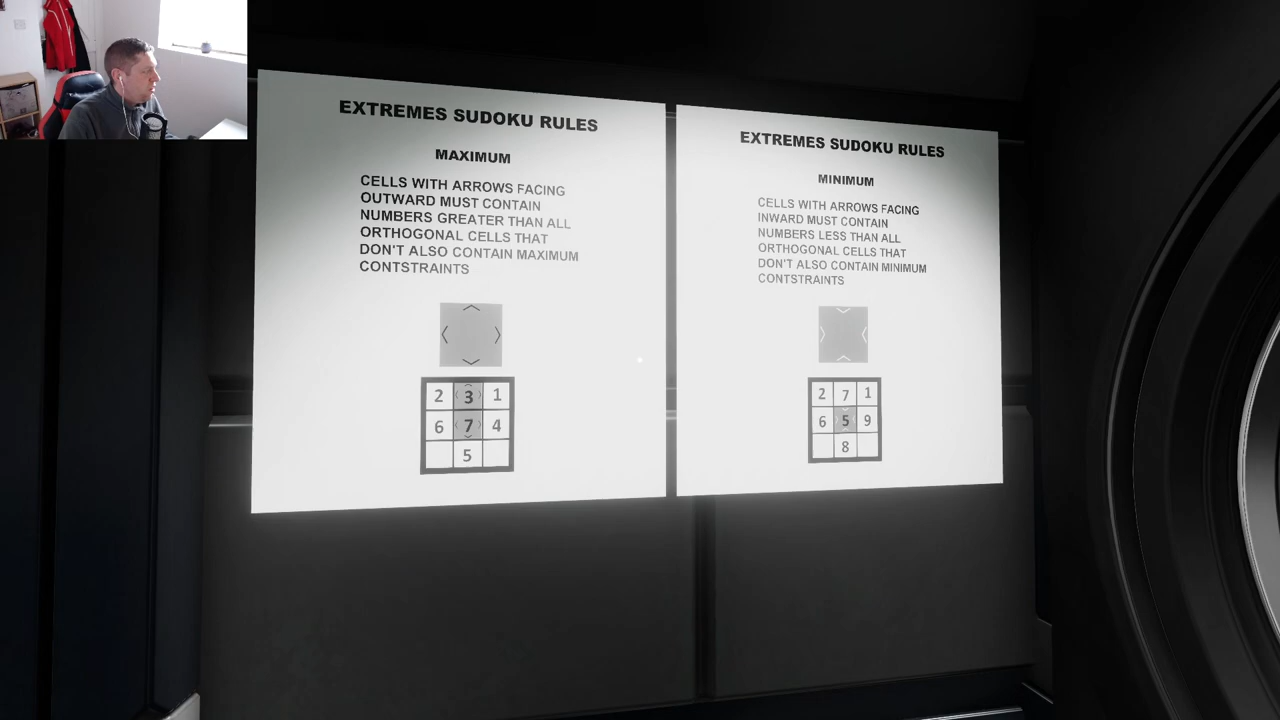 EXTREMES SUDOKU RULES
MAXIMUM
CELLS WITH ARROWS FACING
OUTWARD MUST CONTAIN
NUMBERS GREATER THAN ALL
ORTHOGONAL CELLS THAT
DON'T ALSO CONTAIN MAXIMUM
CONTSTRAINTS
2 3 1
6 7 4
5
EXTREMES SUDOKU RULES
MINIMUM
CELLS WITH ARROWS FACING
INWARD MUST CONTAIN
NUMBERS LESS THAN ALL
ORTHOGONAL CELLS THAT
DON'T ALSO CONTAIN MINIMUM
CONTSTRAINTS
2 7 1
6 5 9
8